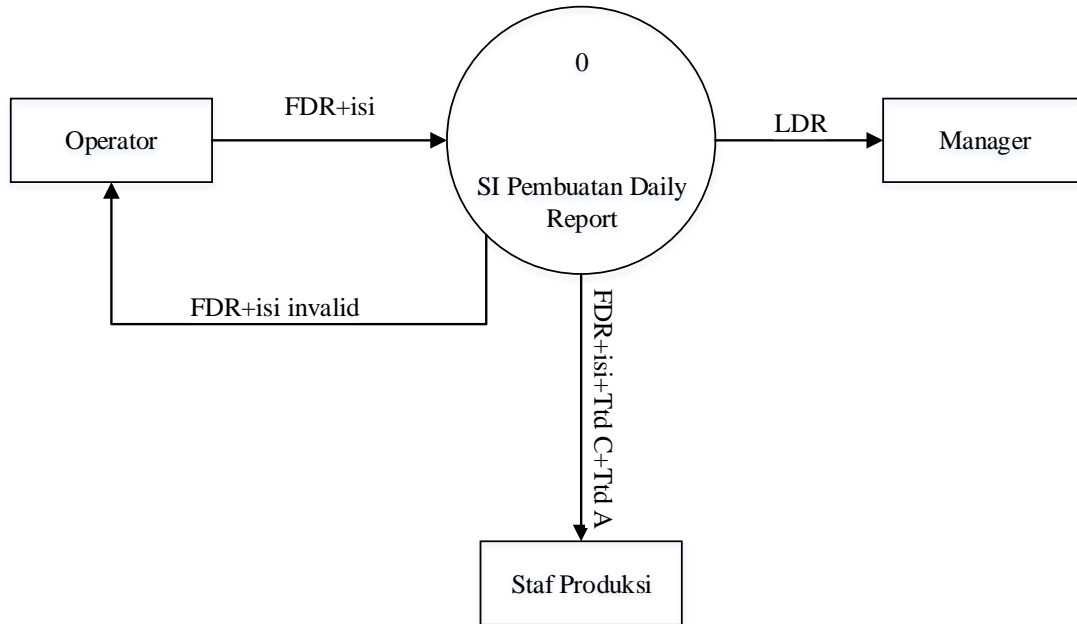 0
Operator
FDR+isi
SI Pembuatan Daily
Report
LDR
Manager
FDR+isi invalid
FDR+isi+Ttd C+Ttd A
Staf Produksi